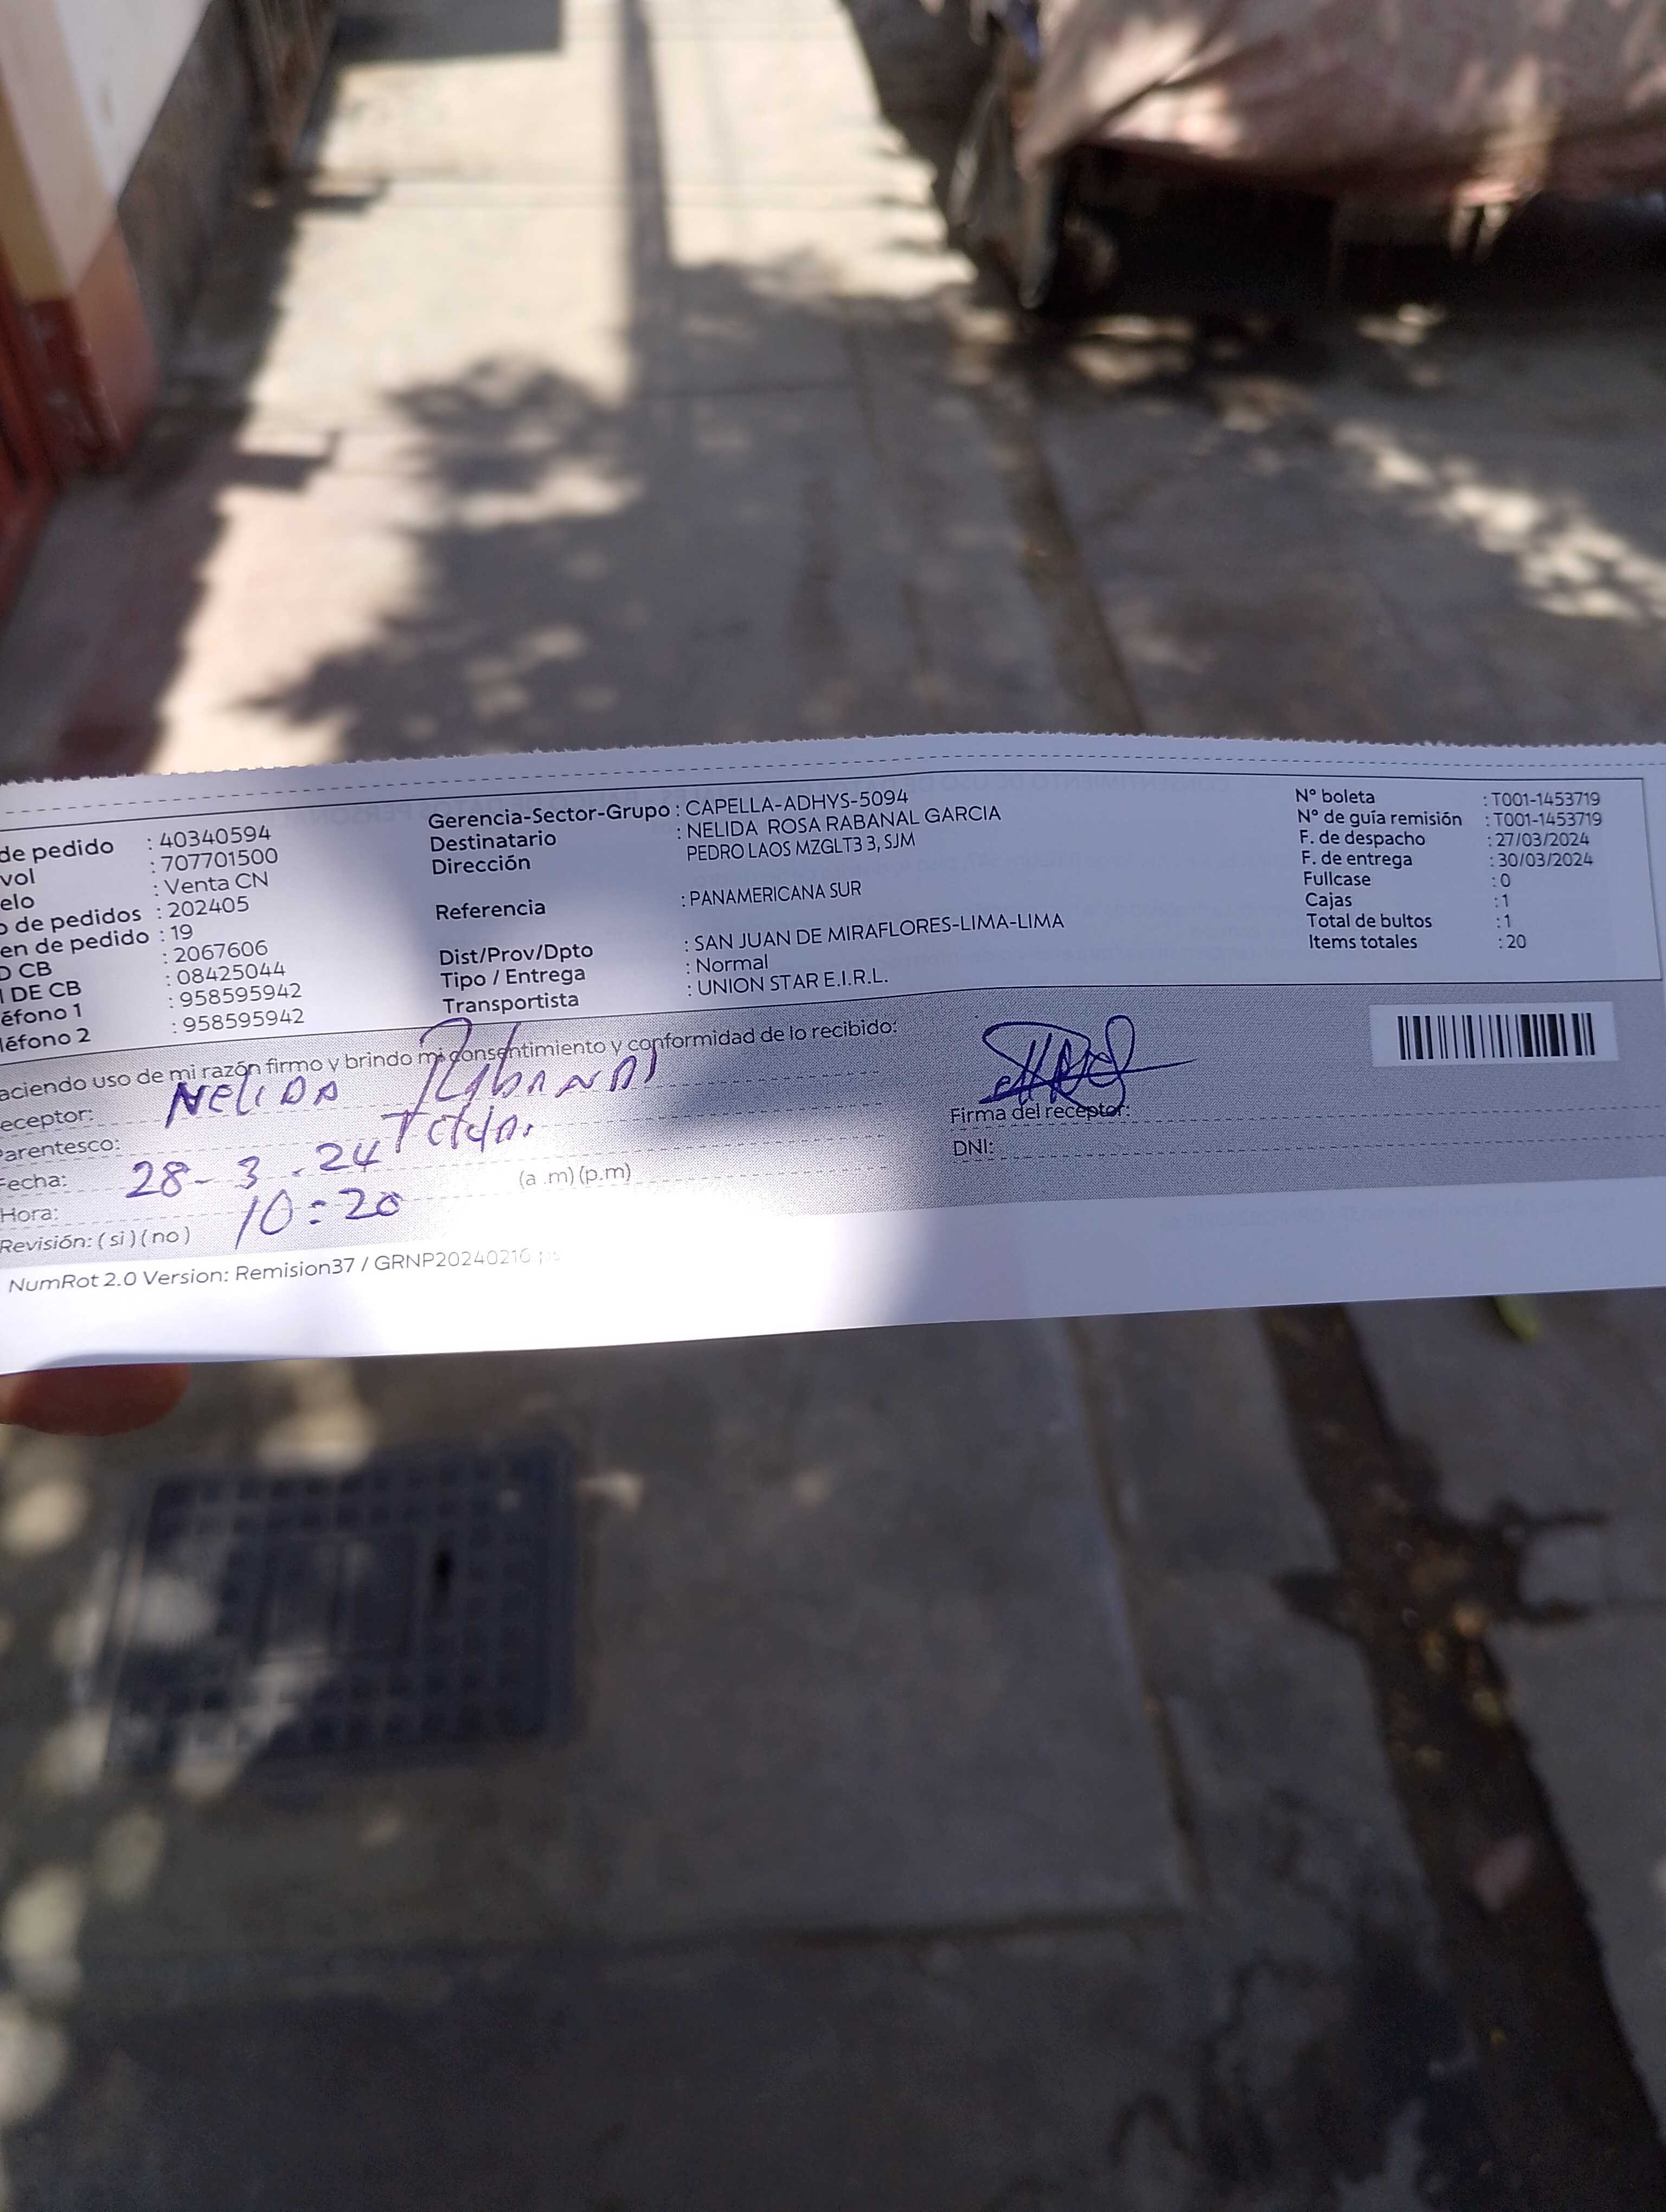 de pedido : 40340594
vol : 707701500
elo : Venta CN
o de pedidos : 202405
en de pedido : 19
O CB : 2067606
I DE CB : 08425044
éfono 1 : 958595942
léfono 2 : 958595942
Gerencia-Sector-Grupo : CAPELLA-ADHYS-5094
Destinatario : NELIDA ROSA RABANAL GARCIA
Dirección PEDRO LAOS MZGLT3 3, SJM
Referencia : PANAMERICANA SUR
Dist/Prov/Dpto : SAN JUAN DE MIRAFLORES-LIMA-LIMA
Tipo / Entrega : Normal
Transportista : UNION STAR E.I.R.L.
N° boleta : T001-1453719
N° de guía remisión : T001-1453719
F. de despacho : 27/03/2024
F. de entrega : 30/03/2024
Fullcase : 0
Cajas : 1
Total de bultos : 1
Items totales : 20
aciendo uso de mi razón firmo y brindo mi consentimiento y conformidad de lo recibido:
eceptor: NELIDA Rabanal
Parentesco:
Fecha: 28-3-24
Hora: 10:20 (a .m) (p.m)
Revisión: ( si ) ( no )
Firma del receptor:
DNI:
NumRot 2.0 Version: Remision37 / GRNP20240216